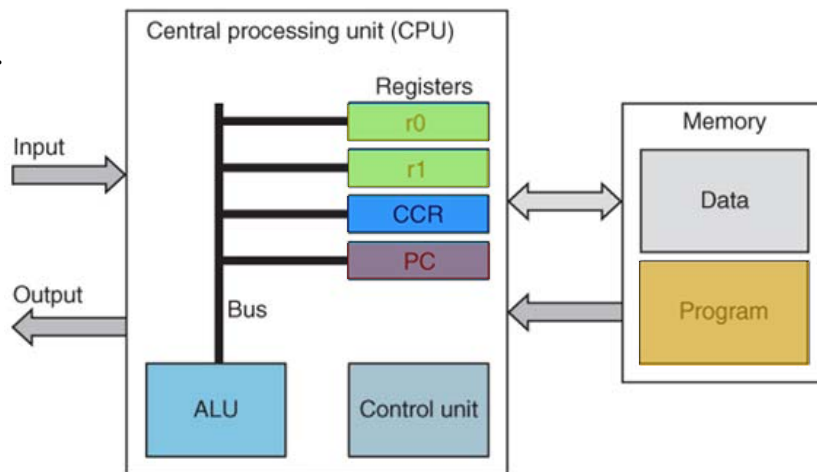 Central processing unit (CPU)
Registers
r0
r1
CCR
PC
Bus
ALU
Control unit
Input
Output
Memory
Data
Program